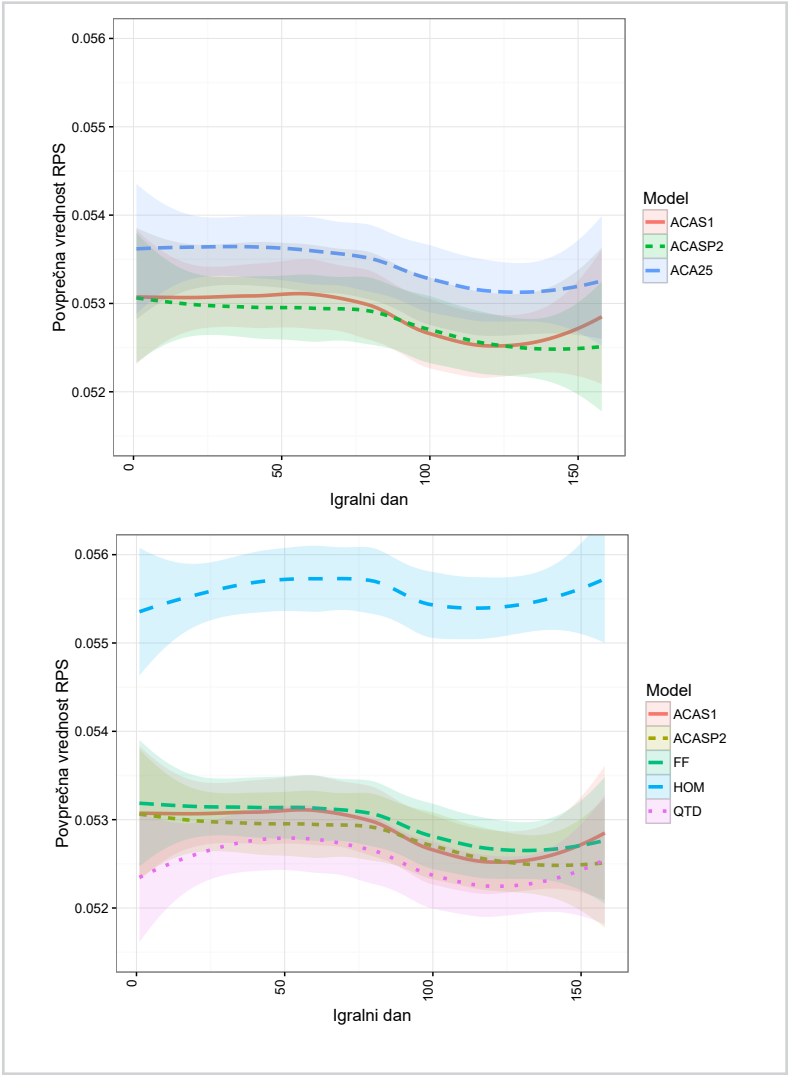 0.056
0.055
0.054
0.053
0.052
Povprečna vrednost RPS
0
50
100
150
Igralni dan
Model
ACAS1
ACASP2
ACA25
0.056
0.055
0.054
0.053
0.052
Povprečna vrednost RPS
0
50
100
150
Igralni dan
Model
ACAS1
ACASP2
FF
HOM
QTD